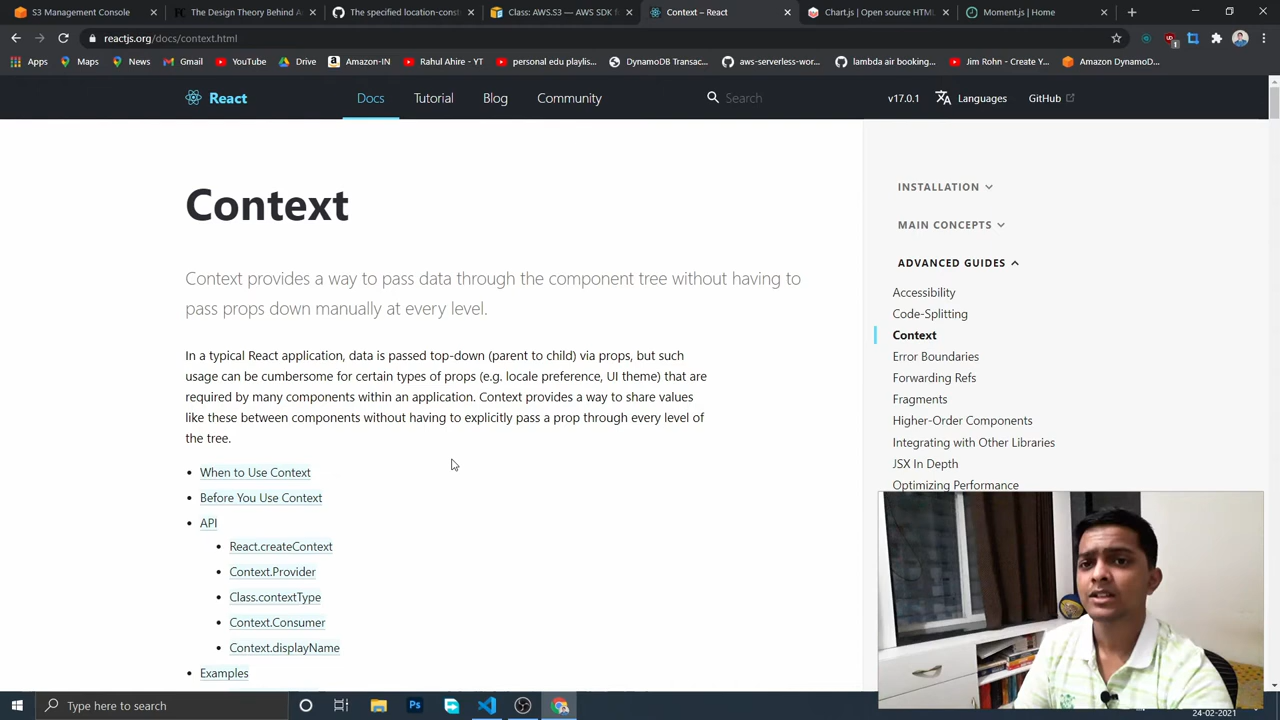 S3 Management Console
The Design Theory Behind A
The specified location-const
Class: AWS.S3 — AWS SDK f
Context – React
Chart.js | Open source HTML
Moment.js | Home
reactjs.org/docs/context.html
Apps
Maps
News
Gmail
YouTube
Drive
Amazon-IN
Rahul Ahire - YT
personal edu playlis...
DynamoDB Transac...
aws-serverless-wor...
lambda air booking...
Jim Rohn - Create Y...
Amazon DynamoD...
React
Docs
Tutorial
Blog
Community
Search
v17.0.1
Languages
GitHub
Context
Context provides a way to pass data through the component tree without having to
pass props down manually at every level.
In a typical React application, data is passed top-down (parent to child) via props, but such
usage can be cumbersome for certain types of props (e.g. locale preference, UI theme) that are
required by many components within an application. Context provides a way to share values
like these between components without having to explicitly pass a prop through every level of
the tree.
When to Use Context
Before You Use Context
API
React.createContext
Context.Provider
Class.contextType
Context.Consumer
Context.displayName
Examples
INSTALLATION
MAIN CONCEPTS
ADVANCED GUIDES
Accessibility
Code-Splitting
Context
Error Boundaries
Forwarding Refs
Fragments
Higher-Order Components
Integrating with Other Libraries
JSX In Depth
Optimizing Performance
Type here to search
24-02-2021